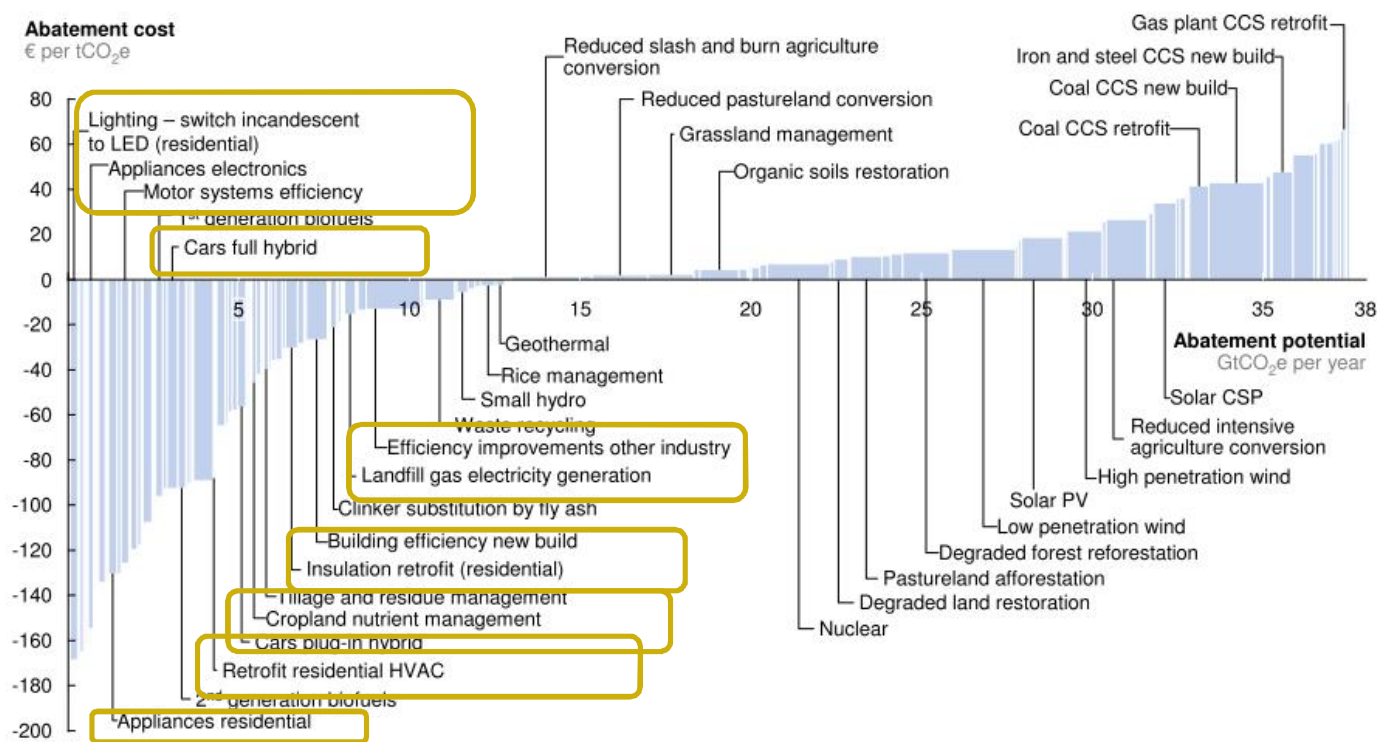 Abatement cost
€ per tCO₂e
Gas plant CCS retrofit
Iron and steel CCS new build
Coal CCS new build
Coal CCS retrofit
Reduced slash and burn agriculture
conversion
Reduced pastureland conversion
Grassland management
Organic soils restoration
Lighting – switch incandescent
to LED (residential)
Appliances electronics
Motor systems efficiency
1st generation biofuels
Cars full hybrid
80
60
40
20
0
-20
-40
-60
-80
-100
-120
-140
-160
-180
-200
5
10
15
20
25
30
35
38
Abatement potential
GtCO₂e per year
Geothermal
Rice management
Small hydro
Waste recycling
Efficiency improvements other industry
Landfill gas electricity generation
Clinker substitution by fly ash
Building efficiency new build
Insulation retrofit (residential)
Tillage and residue management
Cropland nutrient management
Cars plug-in hybrid
Retrofit residential HVAC
2nd generation biofuels
Appliances residential
Solar CSP
Reduced intensive
agriculture conversion
High penetration wind
Solar PV
Low penetration wind
Degraded forest reforestation
Pastureland afforestation
Degraded land restoration
Nuclear